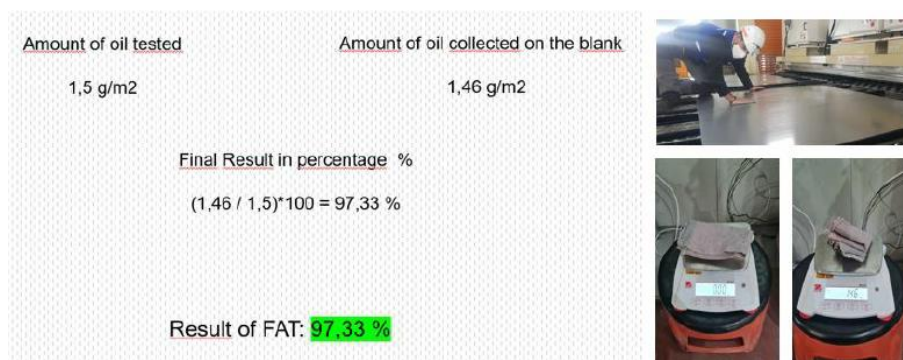 Amount of oil tested
Amount of oil collected on the blank
1,5 g/m2
1,46 g/m2
Final Result in percentage %
(1,46 / 1,5)*100 = 97,33 %
Result of FAT: 97,33 %